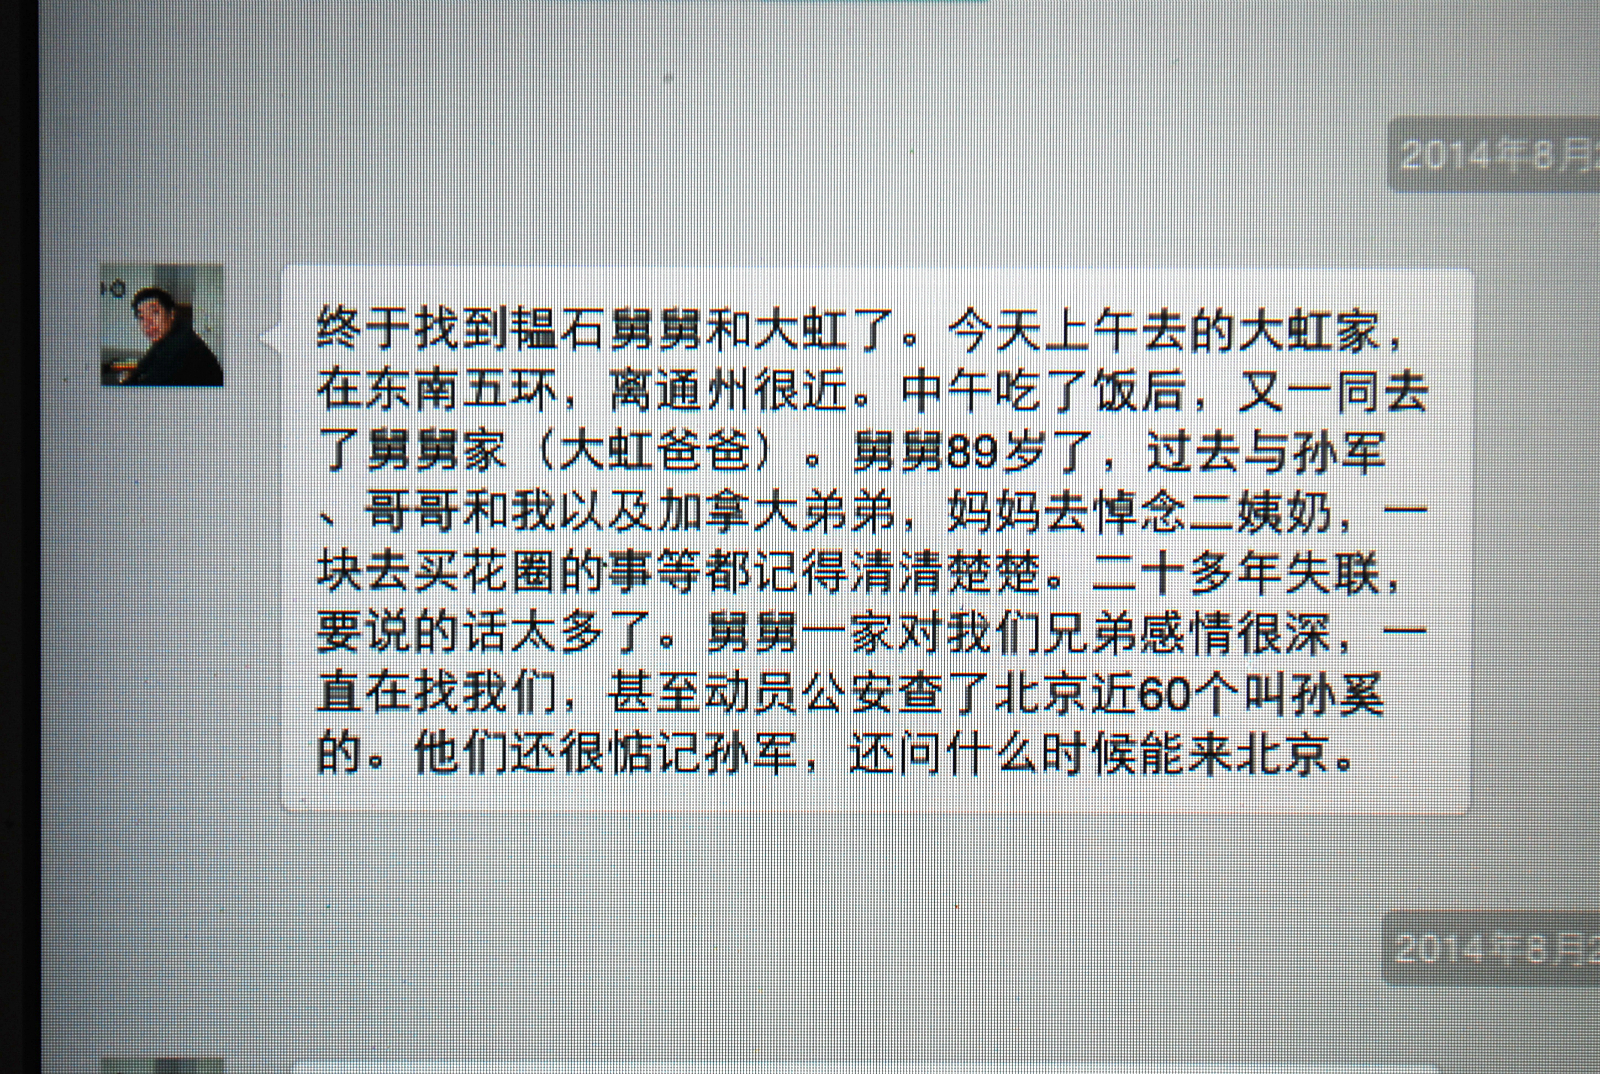 2014年8月2
终于找到韫石舅舅和大虹了。今天上午去的大虹家，
在东南五环，离通州很近。中午吃了饭后，又一同去
了舅舅家（大虹爸爸）。舅舅89岁了，过去与孙军
、哥哥和我以及加拿大弟弟，妈妈去悼念二姨奶，一
块去买花圈的事等都记得清清楚楚。二十多年失联，
要说的话太多了。舅舅一家对我们兄弟感情很深，一
直在找我们，甚至动员公安查了北京近60个叫孙奚
的。他们还很惦记孙军，还问什么时候能来北京。
2014年8月2